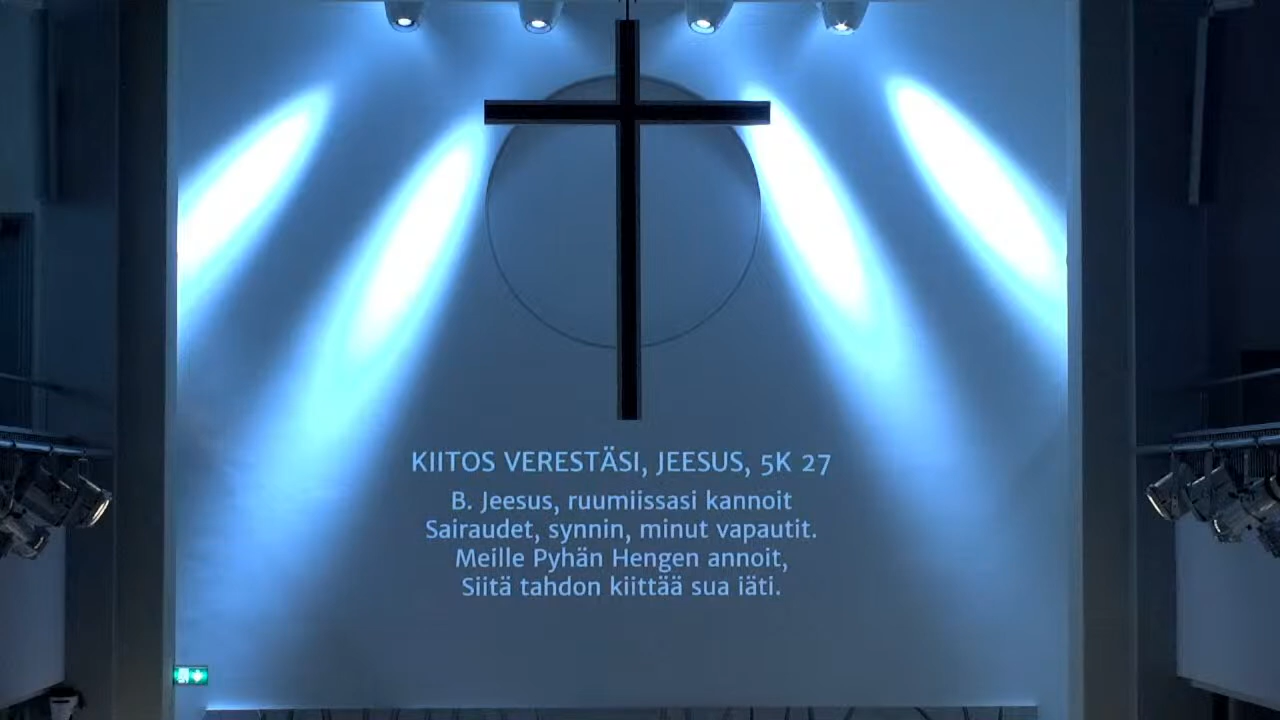 KIITOS VERESTÄSI, JEESUS, 5K 27
B. Jeesus, ruumiissasi kannoit
Sairaudet, synnin, minut vapautit.
Meille Pyhän Hengen annoit,
Siitä tahdon kiittää sua iäti.